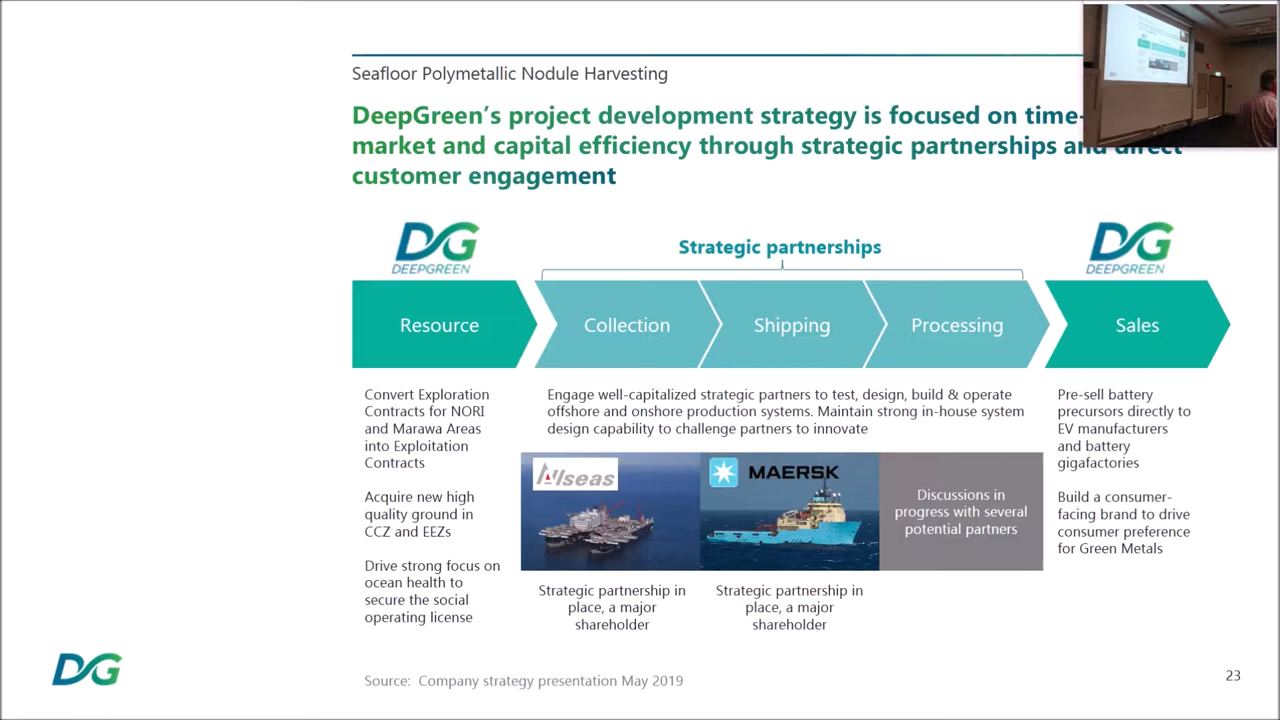 Seafloor Polymetallic Nodule Harvesting
DeepGreen's project development strategy is focused on time-
market and capital efficiency through strategic partnerships and direct
customer engagement
DEEPGREEN
Strategic partnerships
DEEPGREEN
Resource
Collection
Shipping
Processing
Sales
Convert Exploration
Contracts for NORI
and Marawa Areas
into Exploitation
Contracts
Acquire new high
quality ground in
CCZ and EEZs
Drive strong focus on
ocean health to
secure the social
operating license
Engage well-capitalized strategic partners to test, design, build & operate
offshore and onshore production systems. Maintain strong in-house system
design capability to challenge partners to innovate
Allseas
MAERSK
Discussions in
progress with several
potential partners
Strategic partnership in
place, a major
shareholder
Strategic partnership in
place, a major
shareholder
Pre-sell battery
precursors directly to
EV manufacturers
and battery
gigafactories
Build a consumer-
facing brand to drive
consumer preference
for Green Metals
DG
Source: Company strategy presentation May 2019
23